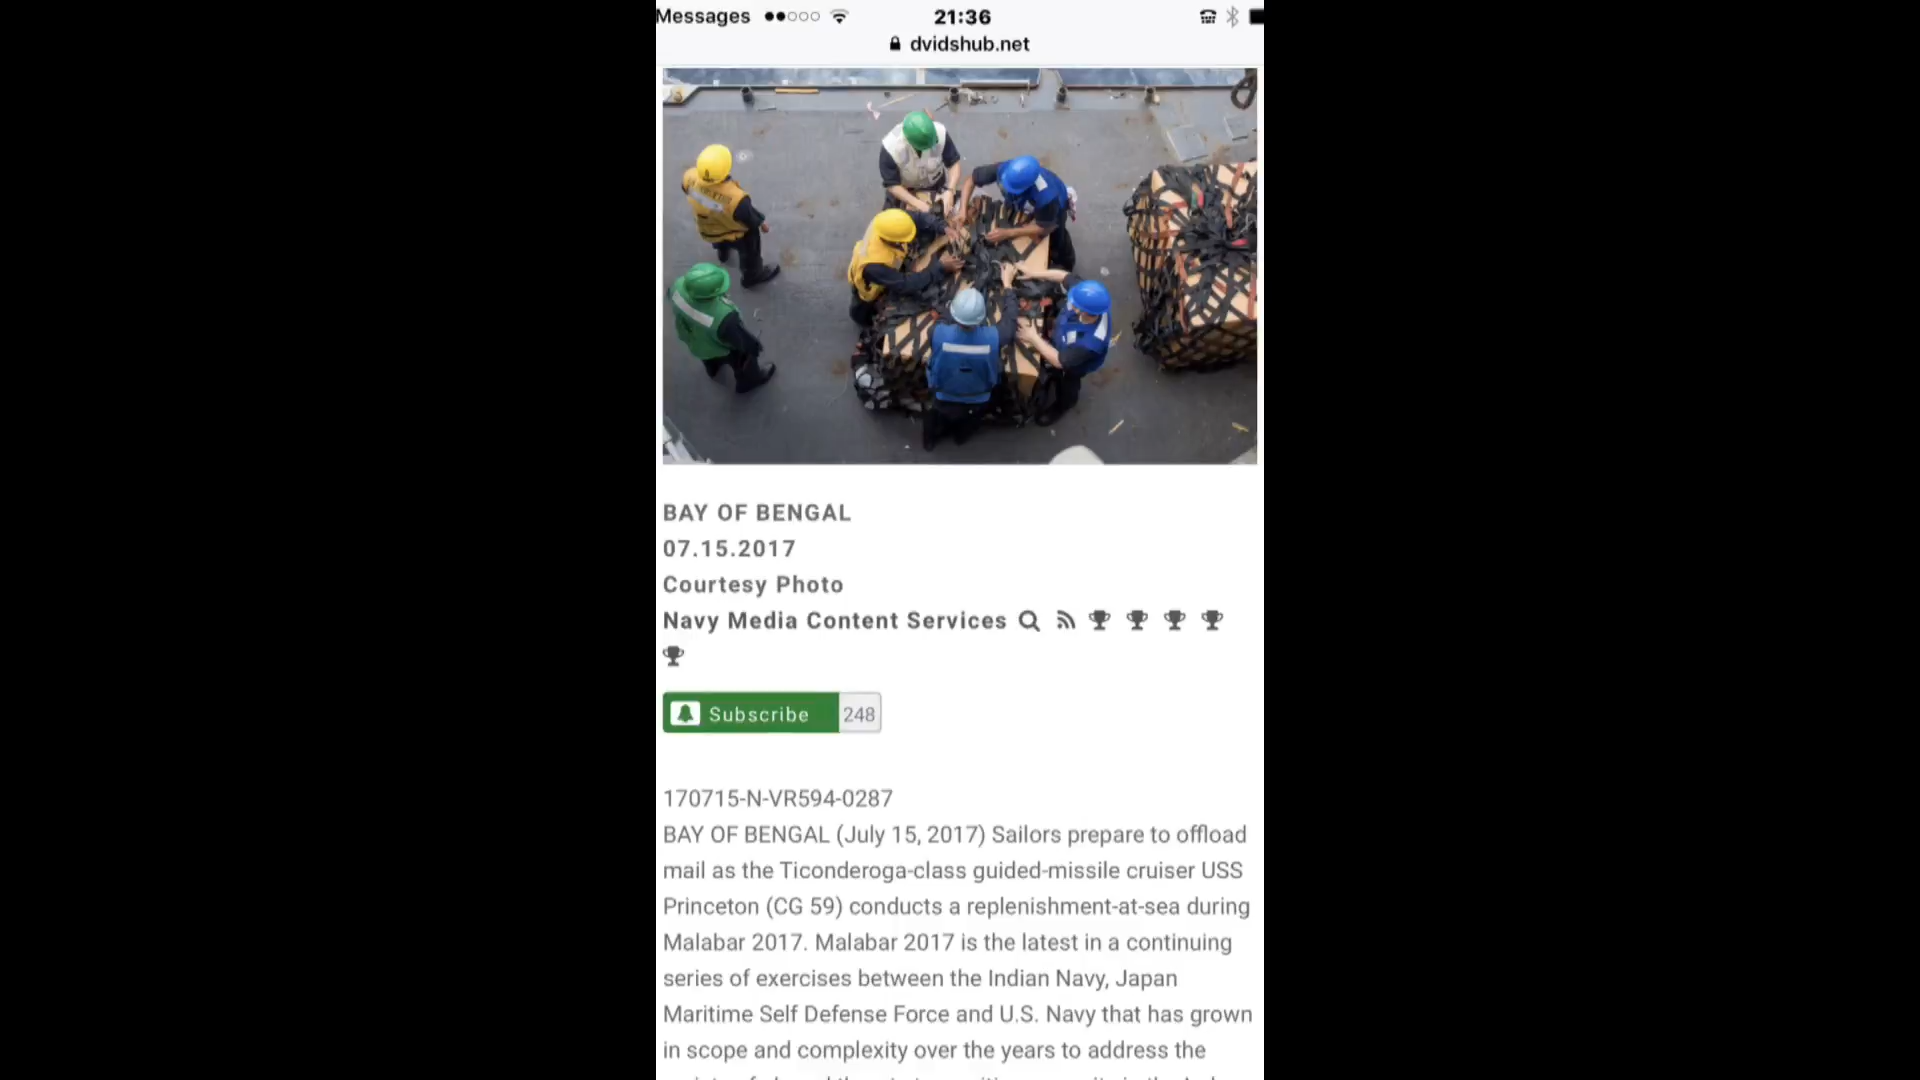 Messages 21:36
dvidshub.net
BAY OF BENGAL
07.15.2017
Courtesy Photo
Navy Media Content Services
Subscribe 248
170715-N-VR594-0287
BAY OF BENGAL (July 15, 2017) Sailors prepare to offload
mail as the Ticonderoga-class guided-missile cruiser USS
Princeton (CG 59) conducts a replenishment-at-sea during
Malabar 2017. Malabar 2017 is the latest in a continuing
series of exercises between the Indian Navy, Japan
Maritime Self Defense Force and U.S. Navy that has grown
in scope and complexity over the years to address the